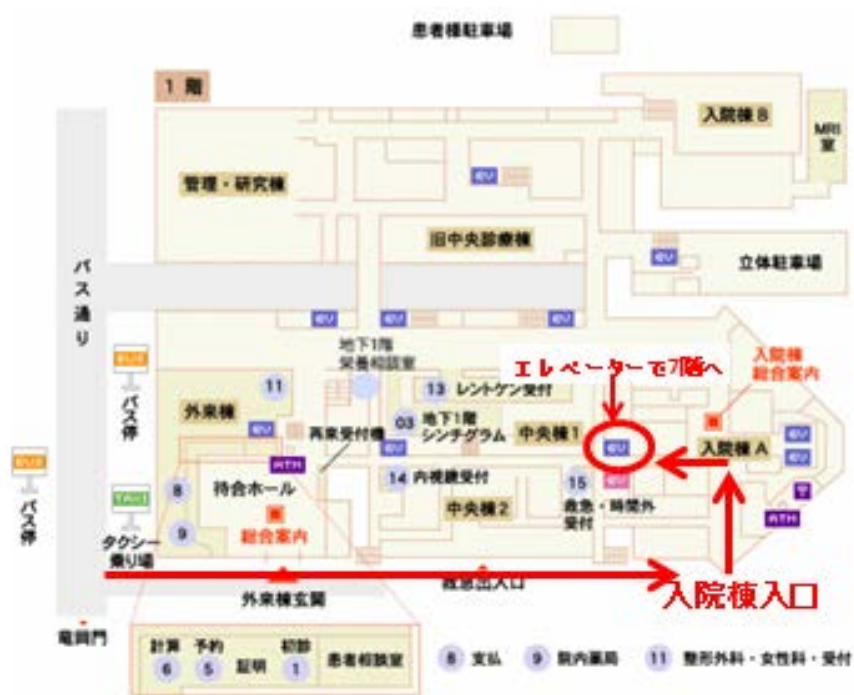 患者様駐車場
1 階
入院棟 B
MRI
室
管理・研究棟
旧中央診療棟
立体駐車場
バス通り
地下1階
栄養相談室
エレベーターで7階へ
入院棟
総合案内
BUS
バス停
11
外来棟
13 レントゲン受付
03 地下1階
シンチグラム
再来受付機
中央棟1
入院棟 A
EV
ATM
BUS
バス停
8
待合ホール
14 内視鏡受付
15
救急・時間外
受付
ATM
TAXI
タクシー
乗り場
9
総合案内
中央棟2
外来棟玄関
救急出入口
入院棟入口
竜岡門
計算 予約 初診
6 5 証明 1 患者相談室
8 支払 9 院内薬局 11 整形外科・女性科・受付